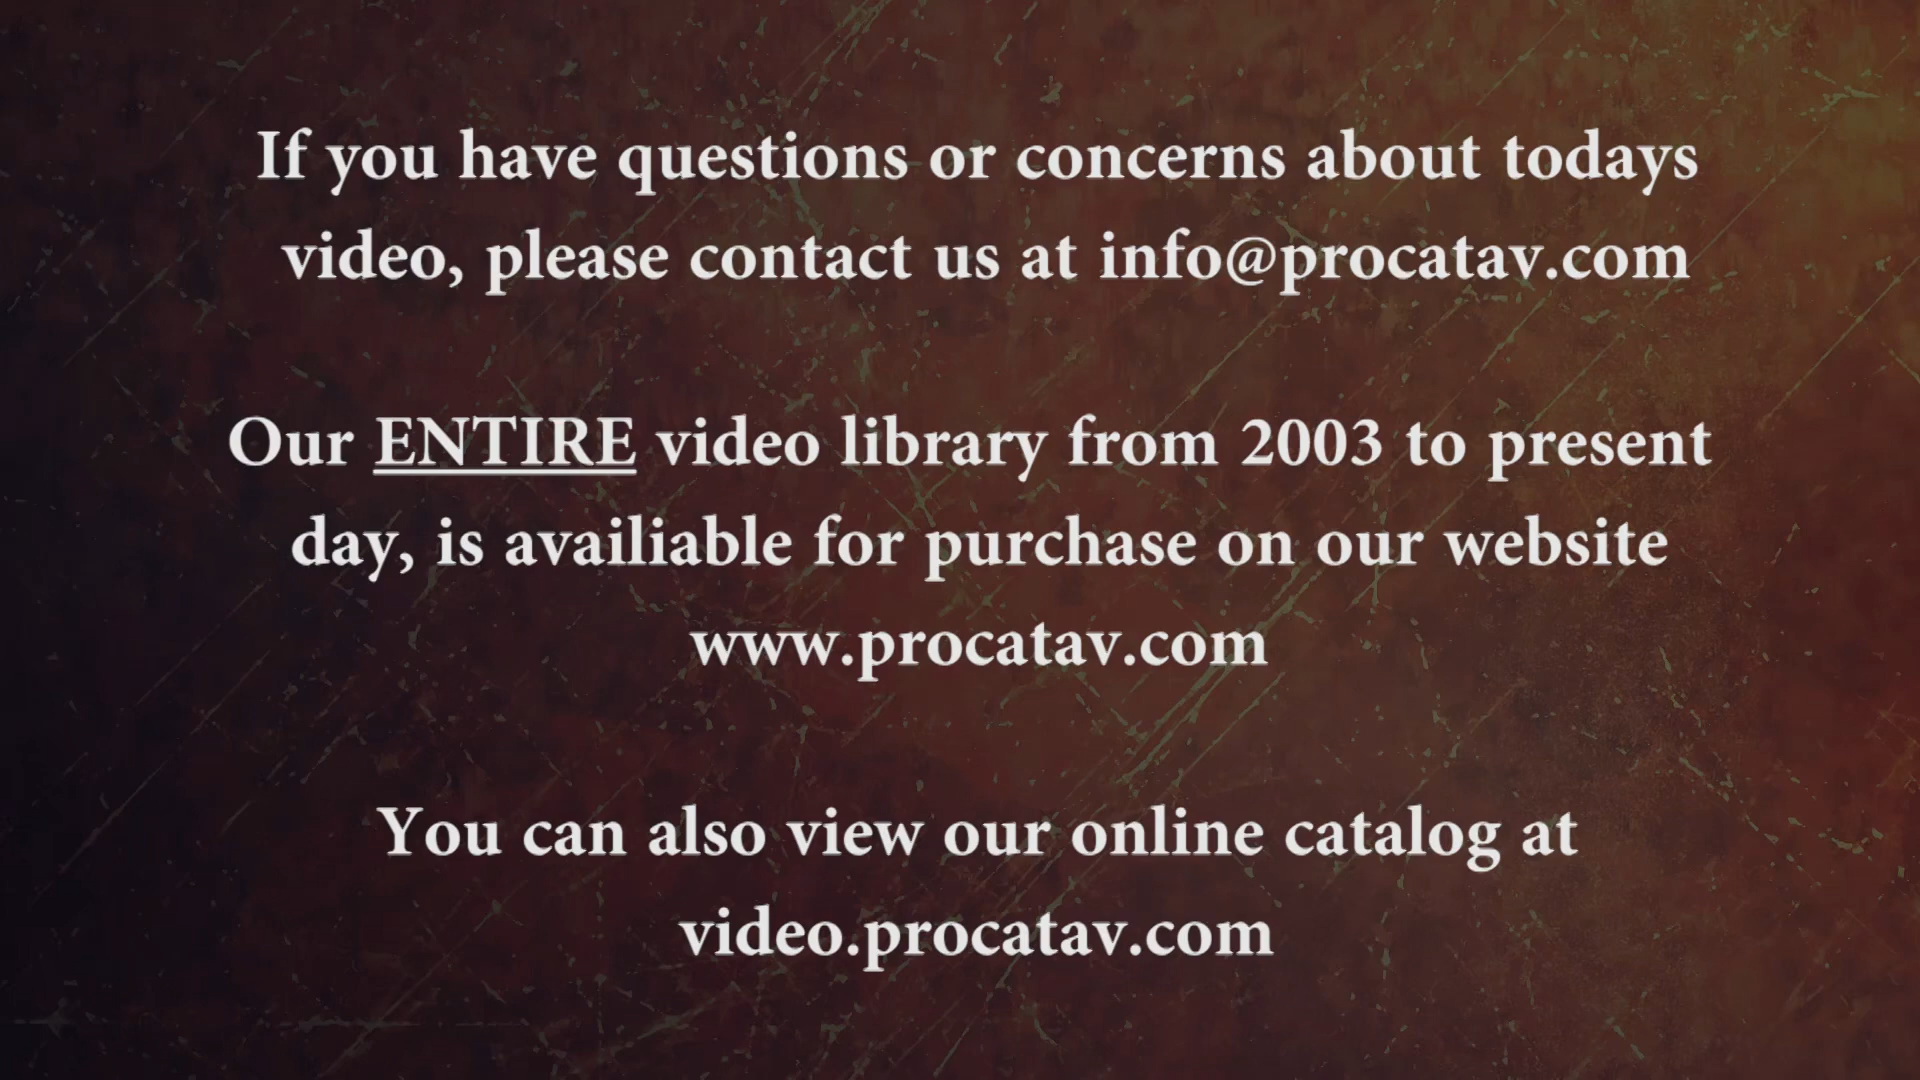 If you have questions or concerns about todays
video, please contact us at info@procatav.com
Our ENTIRE video library from 2003 to present
day, is availiable for purchase on our website
www.procatav.com
You can also view our online catalog at
video.procatav.com